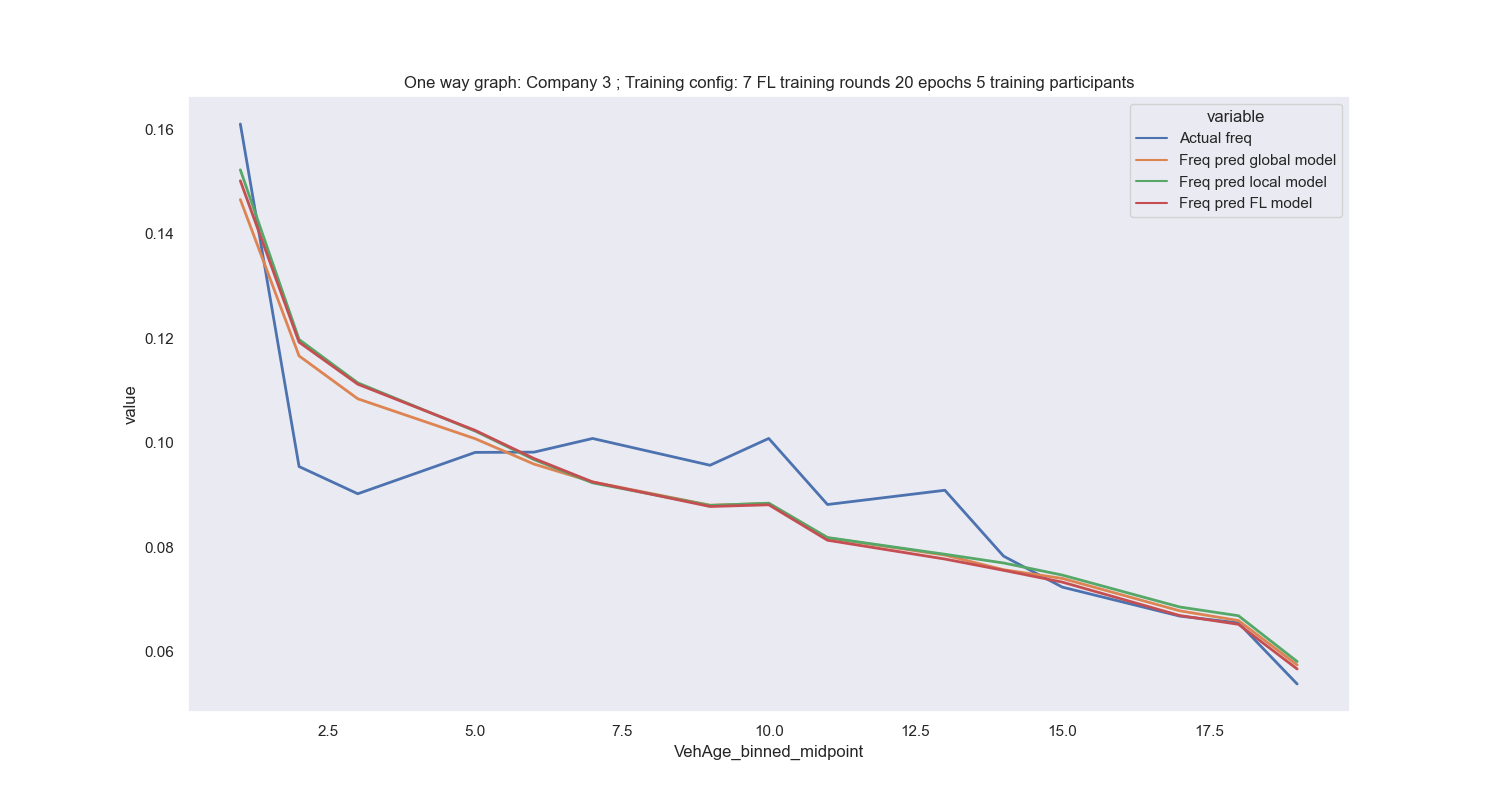 One way graph: Company 3 ; Training config: 7 FL training rounds 20 epochs 5 training participants
variable
Actual freq
Freq pred global model
Freq pred local model
Freq pred FL model
value
0.16
0.14
0.12
0.10
0.08
0.06
2.5 5.0 7.5 10.0 12.5 15.0 17.5
VehAge_binned_midpoint